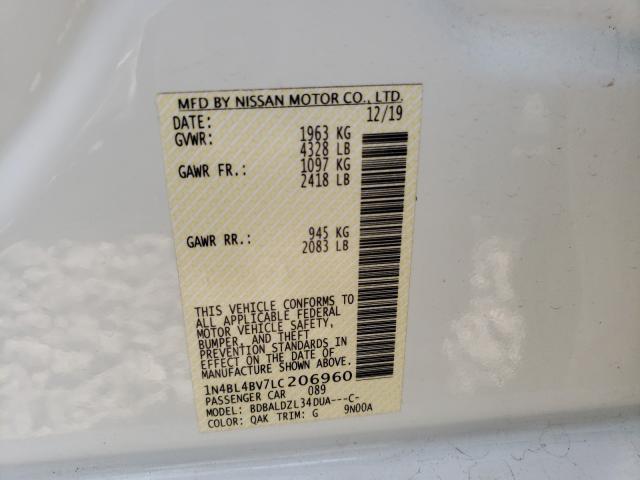 MFD BY NISSAN MOTOR CO., LTD.
DATE: 12/19
GVWR: 1963 KG
4328 LB
GAWR FR.: 1097 KG
2418 LB
GAWR RR.: 945 KG
2083 LB
THIS VEHICLE CONFORMS TO
ALL APPLICABLE FEDERAL
MOTOR VEHICLE SAFETY,
BUMPER, AND THEFT
PREVENTION STANDARDS IN
EFFECT ON THE DATE OF
MANUFACTURE SHOWN ABOVE.
1N4BL4BV7LC206960
PASSENGER CAR 089
MODEL: BDBALDZL34DUA---C-
COLOR: QAK TRIM: G 9N00A